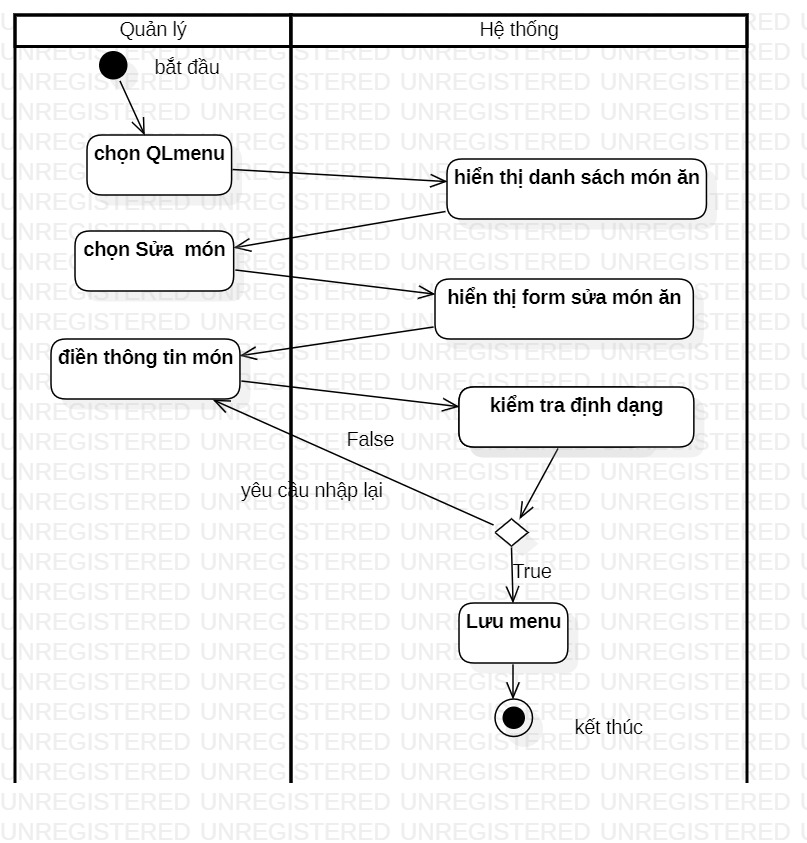 Quản lý
Hệ thống
bắt đầu
chọn QLmenu
hiển thị danh sách món ăn
chọn Sửa  món
hiển thị form sửa món ăn
điền thông tin món
kiểm tra định dạng
False
yêu cầu nhập lại
True
Lưu menu
kết thúc
UNREGISTERED